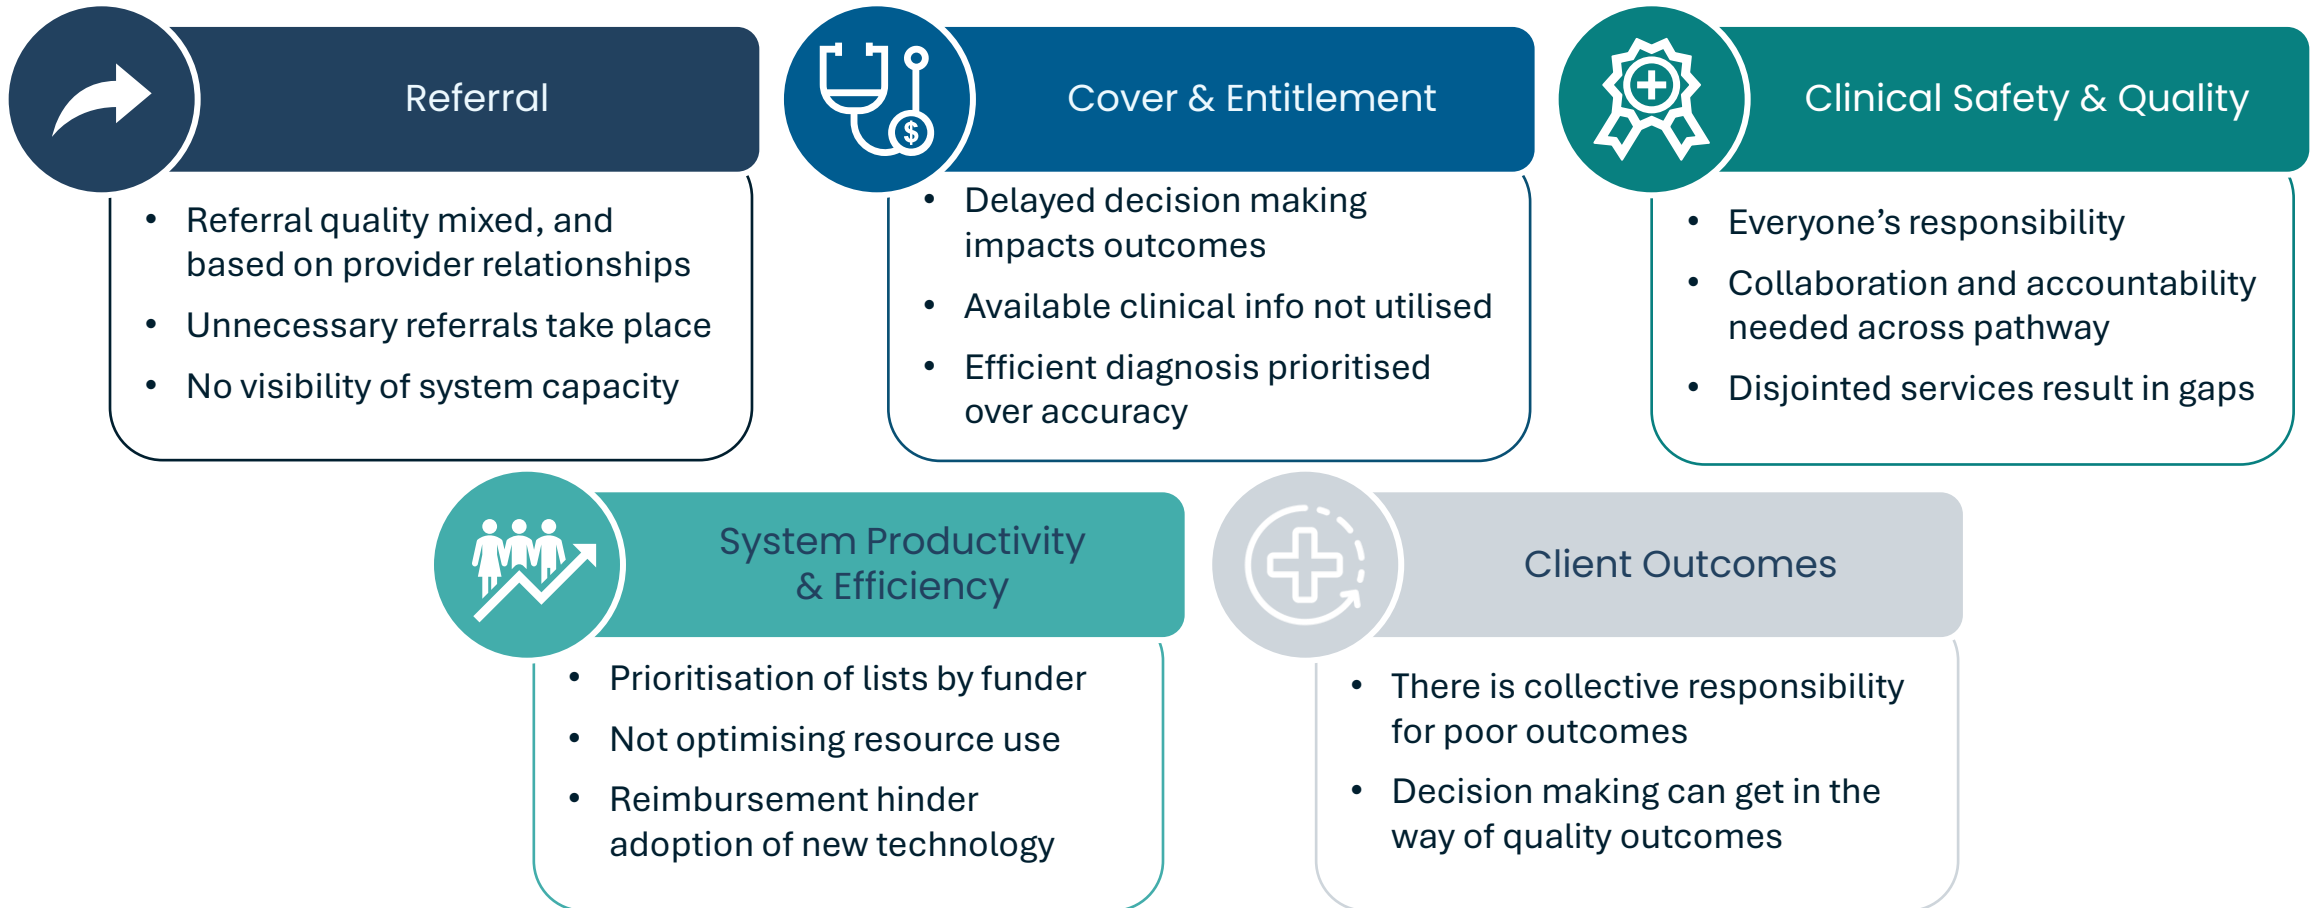 Referral
• Referral quality mixed, and
based on provider relationships
• Unnecessary referrals take place
• No visibility of system capacity
Cover & Entitlement
$
• Delayed decision making
impacts outcomes
• Available clinical info not utilised
• Efficient diagnosis prioritised
over accuracy
Clinical Safety & Quality
• Everyone’s responsibility
• Collaboration and accountability
needed across pathway
• Disjointed services result in gaps
System Productivity
& Efficiency
• Prioritisation of lists by funder
• Not optimising resource use
• Reimbursement hinder
adoption of new technology
Client Outcomes
• There is collective responsibility
for poor outcomes
• Decision making can get in the
way of quality outcomes